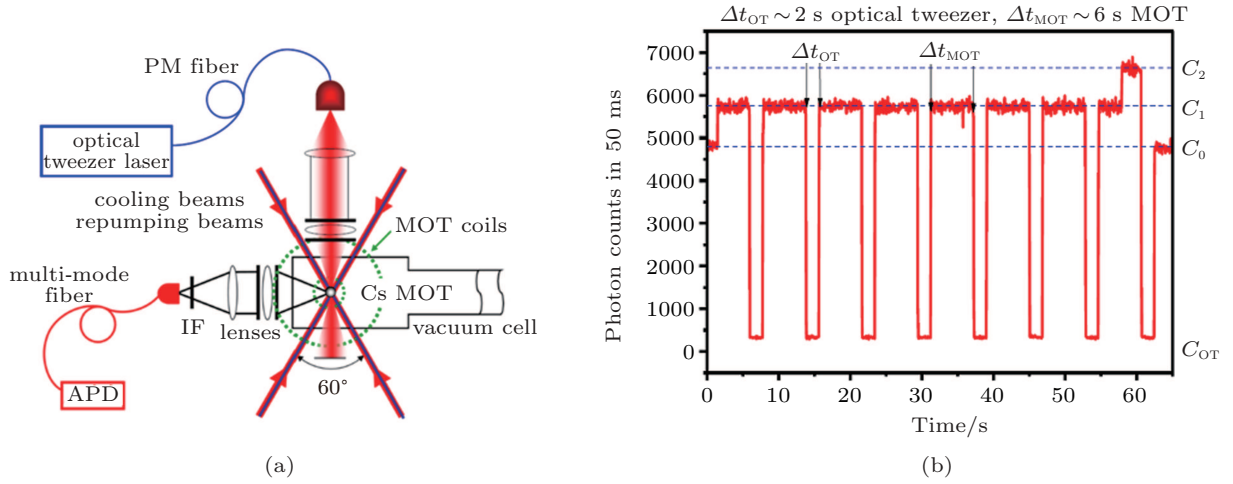 PM fiber
optical
tweezer laser
cooling beams
repumping beams
MOT coils
multi-mode
fiber
Cs MOT
IF
lenses
vacuum cell
60°
APD
(a)
Δt_OT ~ 2 s optical tweezer, Δt_MOT ~ 6 s MOT
Photon counts in 50 ms
7000
6000
5000
4000
3000
2000
1000
0
Δt_OT
Δt_MOT
C_2
C_1
C_0
C_OT
0 10 20 30 40 50 60
Time/s
(b)